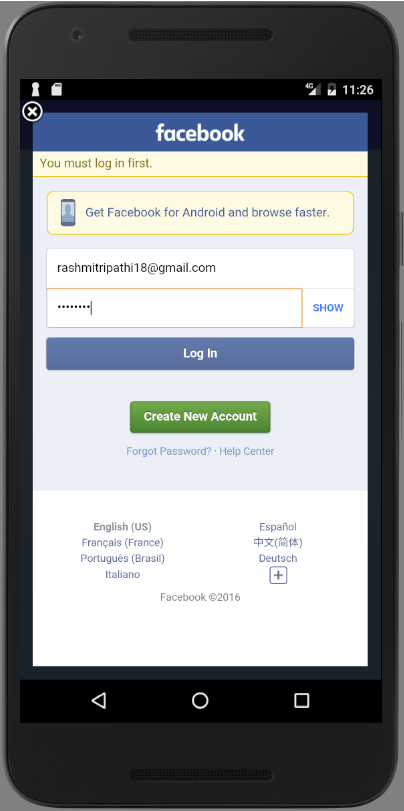 4G 11:26
facebook
You must log in first.
Get Facebook for Android and browse faster.
rashmitripathi18@gmail.com
•••••••• SHOW
Log In
Create New Account
Forgot Password? · Help Center
English (US) Español
Français (France) 中文(简体)
Português (Brasil) Deutsch
Italiano
Facebook ©2016